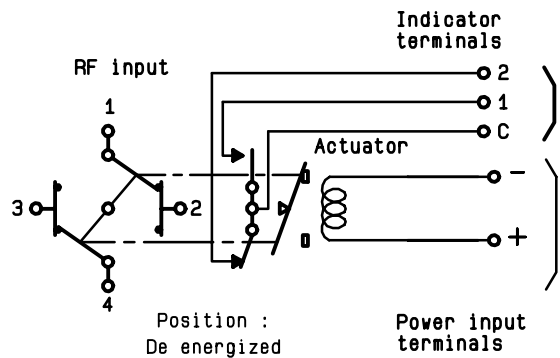 Indicator
terminals
RF input
2
1
1
C
Actuator
-
3
2
+
4
Position :
De energized
Power input
terminals